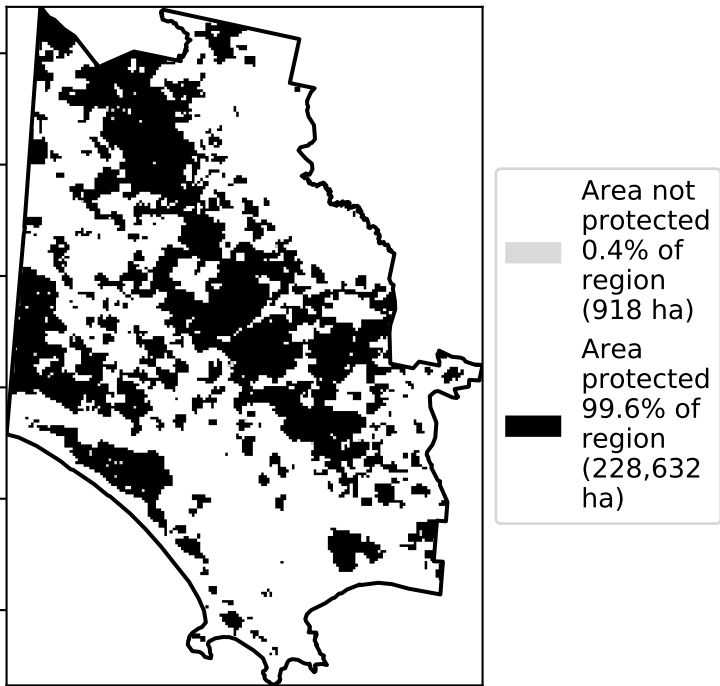 Area not
protected
0.4% of
region
(918 ha)
Area
protected
99.6% of
region
(228,632
ha)